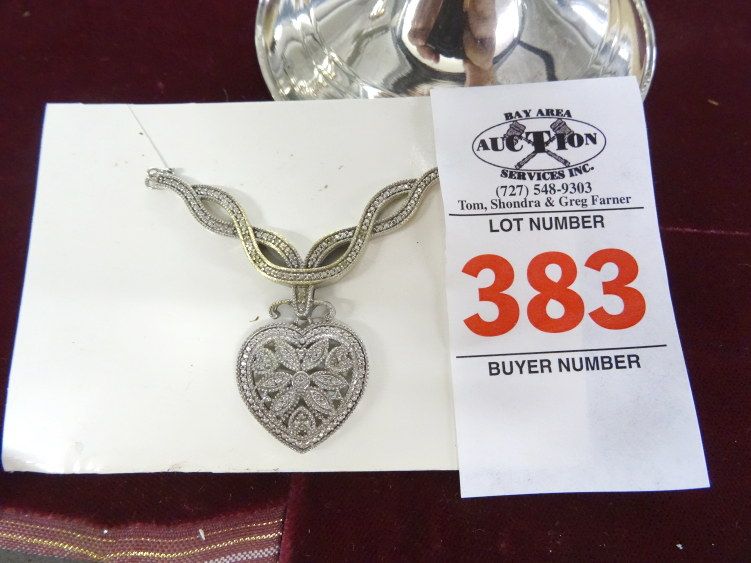 BAY AREA
AUCTION
SERVICES INC.
(727) 548-9303
Tom, Shondra & Greg Farner
LOT NUMBER
383
BUYER NUMBER